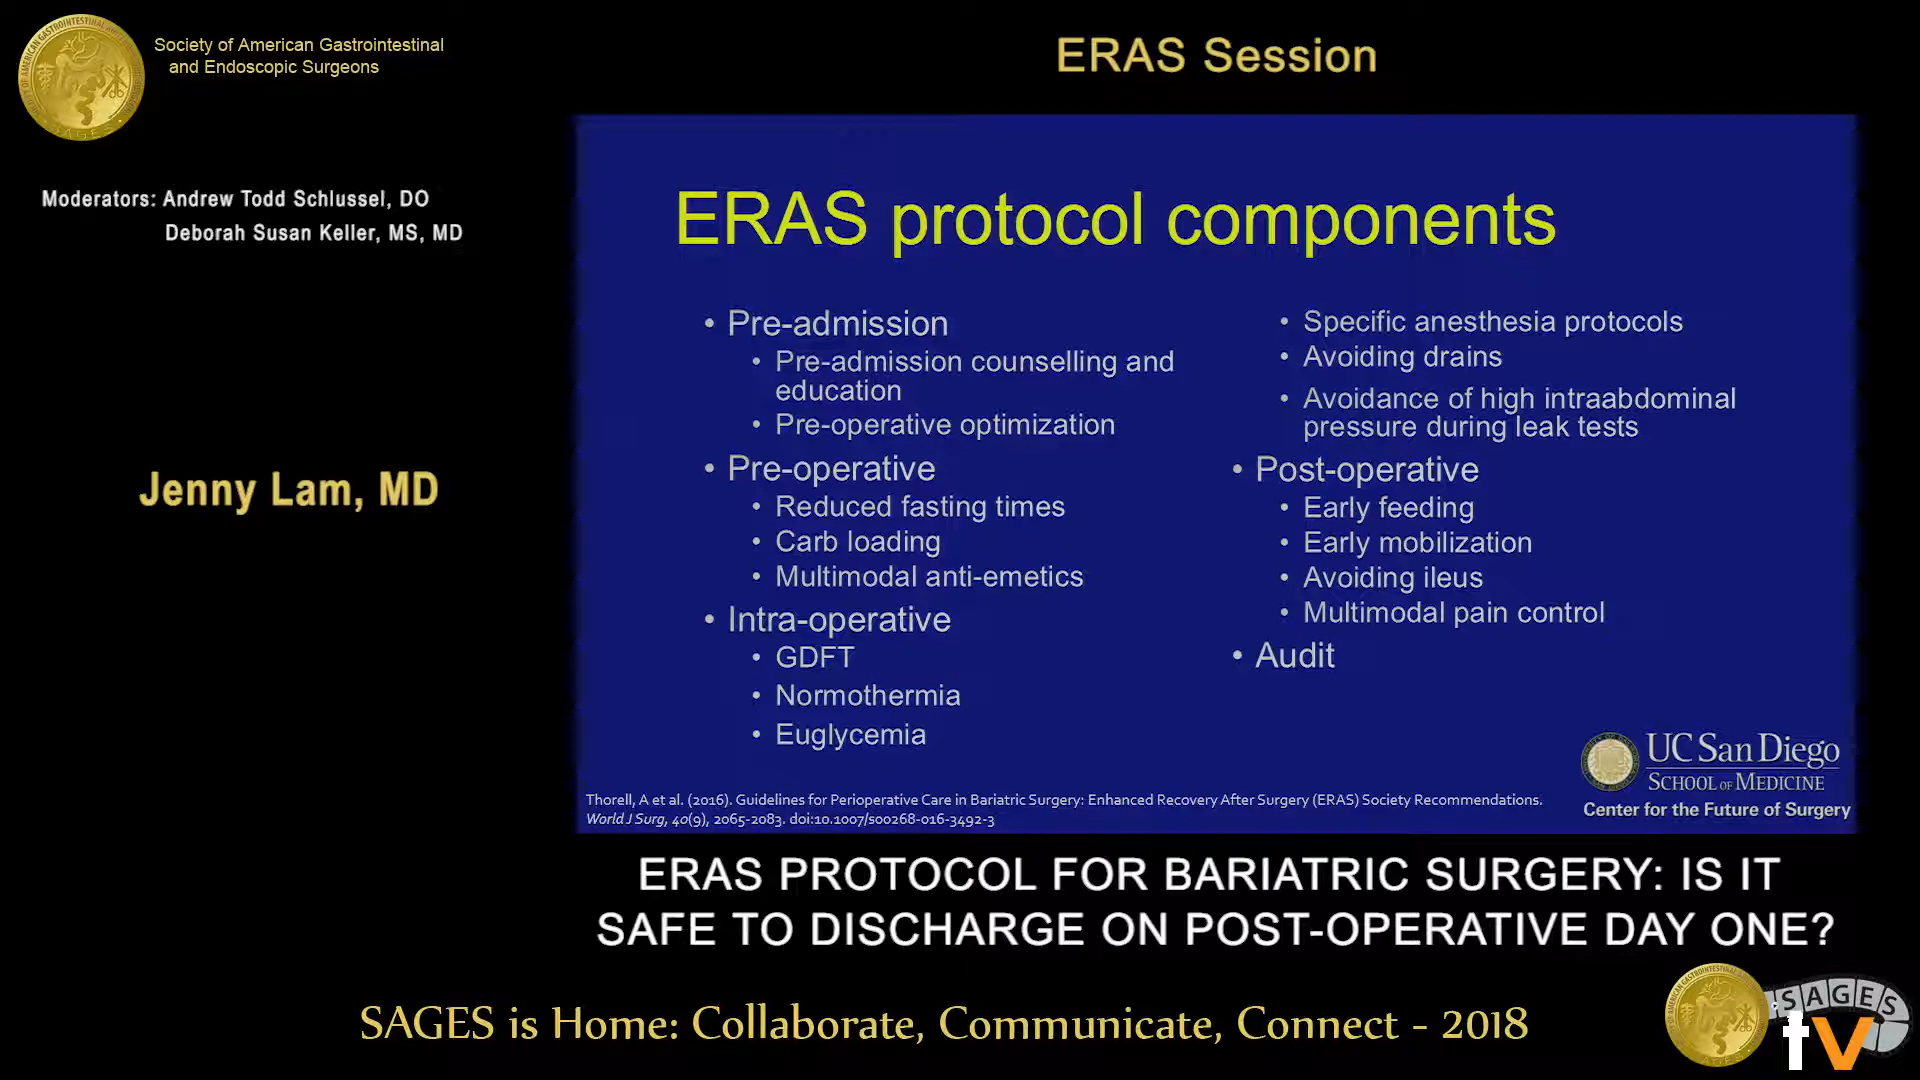 Society of American Gastrointestinal
and Endoscopic Surgeons
ERAS Session
Moderators: Andrew Todd Schlussel, DO
Deborah Susan Keller, MS, MD
Jenny Lam, MD
ERAS protocol components
• Pre-admission
• Pre-admission counselling and
education
• Pre-operative optimization
• Pre-operative
• Reduced fasting times
• Carb loading
• Multimodal anti-emetics
• Intra-operative
• GDFT
• Normothermia
• Euglycemia
• Specific anesthesia protocols
• Avoiding drains
• Avoidance of high intraabdominal
pressure during leak tests
• Post-operative
• Early feeding
• Early mobilization
• Avoiding ileus
• Multimodal pain control
• Audit
Thorell, A et al. (2016). Guidelines for Perioperative Care in Bariatric Surgery: Enhanced Recovery After Surgery (ERAS) Society Recommendations.
World J Surg, 40(9), 2065-2083. doi:10.1007/s00268-016-3492-3
UC San Diego
SCHOOL OF MEDICINE
Center for the Future of Surgery
ERAS PROTOCOL FOR BARIATRIC SURGERY: IS IT
SAFE TO DISCHARGE ON POST-OPERATIVE DAY ONE?
SAGES is Home: Collaborate, Communicate, Connect - 2018
SAGES
tv